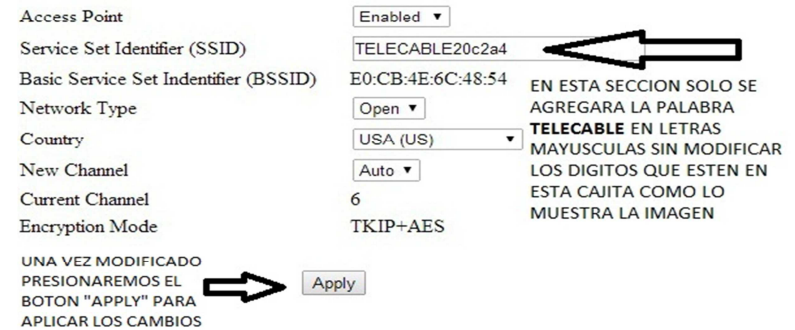 Access Point Enabled
Service Set Identifier (SSID) TELECABLE20c2a4
Basic Service Set Indentifier (BSSID) E0:CB:4E:6C:48:54
Network Type Open
Country USA (US)
New Channel Auto
Current Channel 6
Encryption Mode TKIP+AES
EN ESTA SECCION SOLO SE
AGREGARA LA PALABRA
TELECABLE EN LETRAS
MAYUSCULAS SIN MODIFICAR
LOS DIGITOS QUE ESTEN EN
ESTA CAJITA COMO LO
MUESTRA LA IMAGEN
UNA VEZ MODIFICADO
PRESIONAREMOS EL
BOTON "APPLY" PARA
APLICAR LOS CAMBIOS
Apply